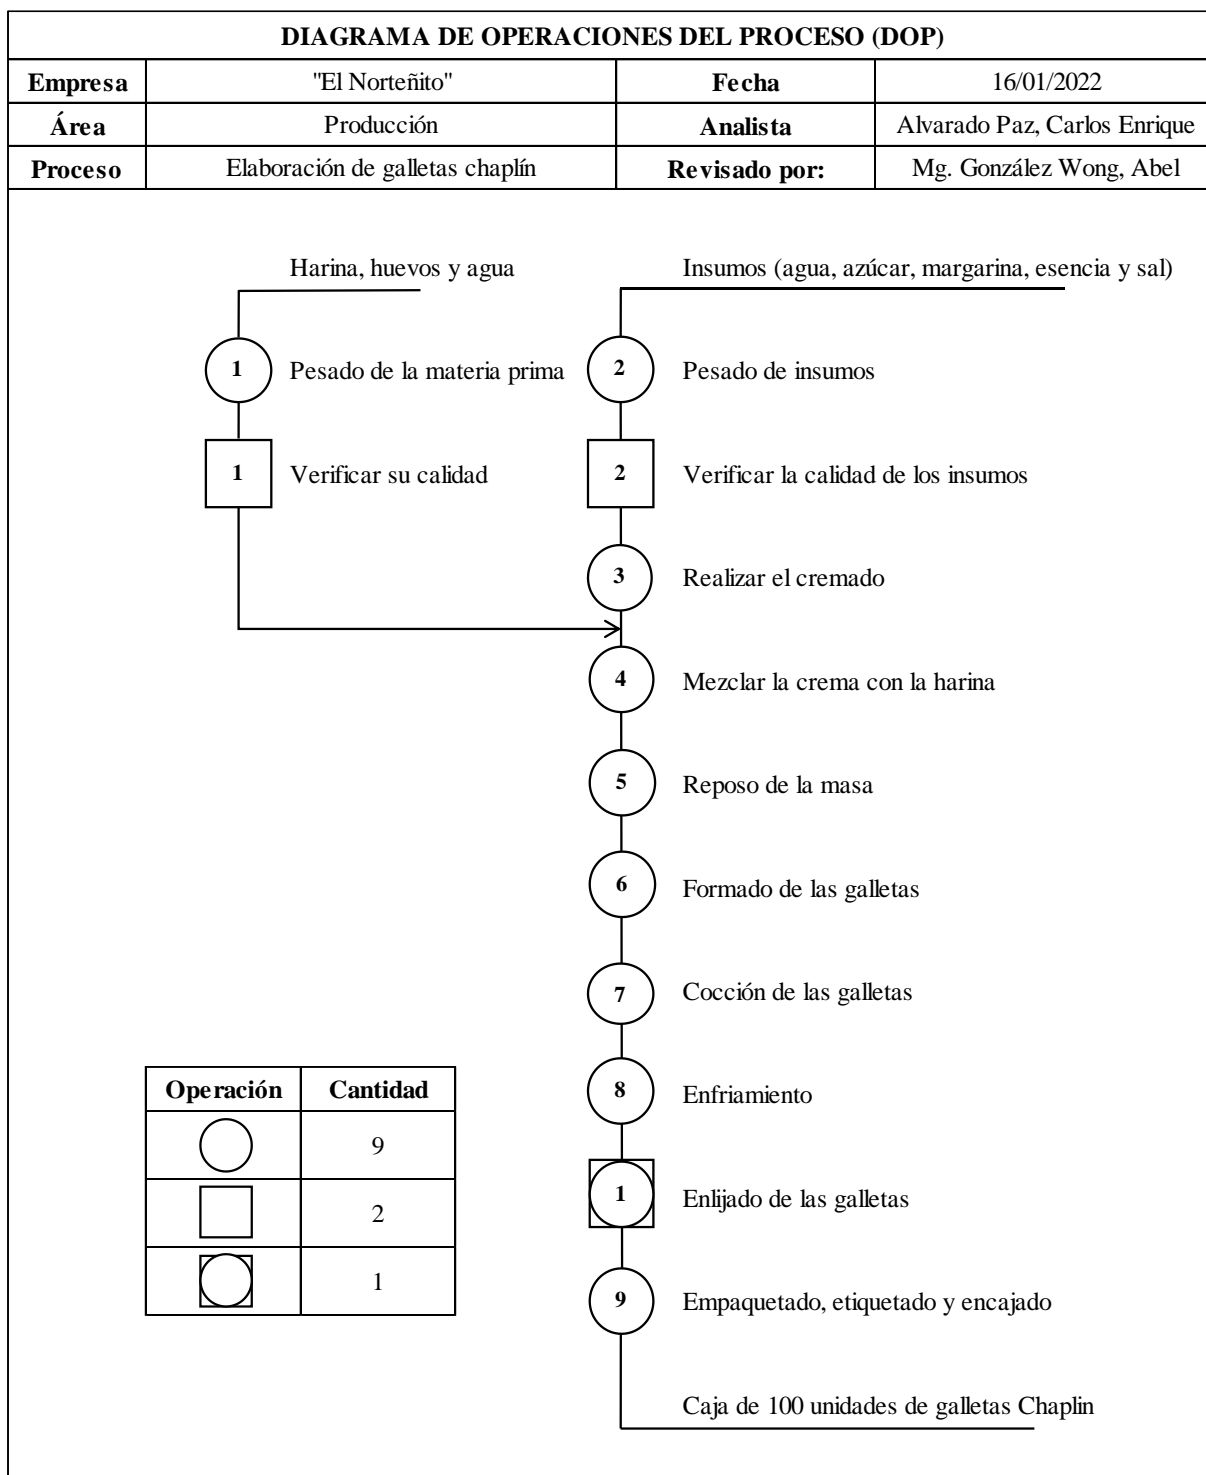 DIAGRAMA DE OPERACIONES DEL PROCESO (DOP)
Empresa "El Norteñito" Fecha 16/01/2022
Área Producción Analista Alvarado Paz, Carlos Enrique
Proceso Elaboración de galletas chaplín Revisado por: Mg. González Wong, Abel
Harina, huevos y agua Insumos (agua, azúcar, margarina, esencia y sal)
1 Pesado de la materia prima 2 Pesado de insumos
1 Verificar su calidad 2 Verificar la calidad de los insumos
3 Realizar el cremado
4 Mezclar la crema con la harina
5 Reposo de la masa
6 Formado de las galletas
7 Cocción de las galletas
8 Enfriamiento
1 Enlijado de las galletas
9 Empaquetado, etiquetado y encajado
Caja de 100 unidades de galletas Chaplin
Operación Cantidad
9
2
1